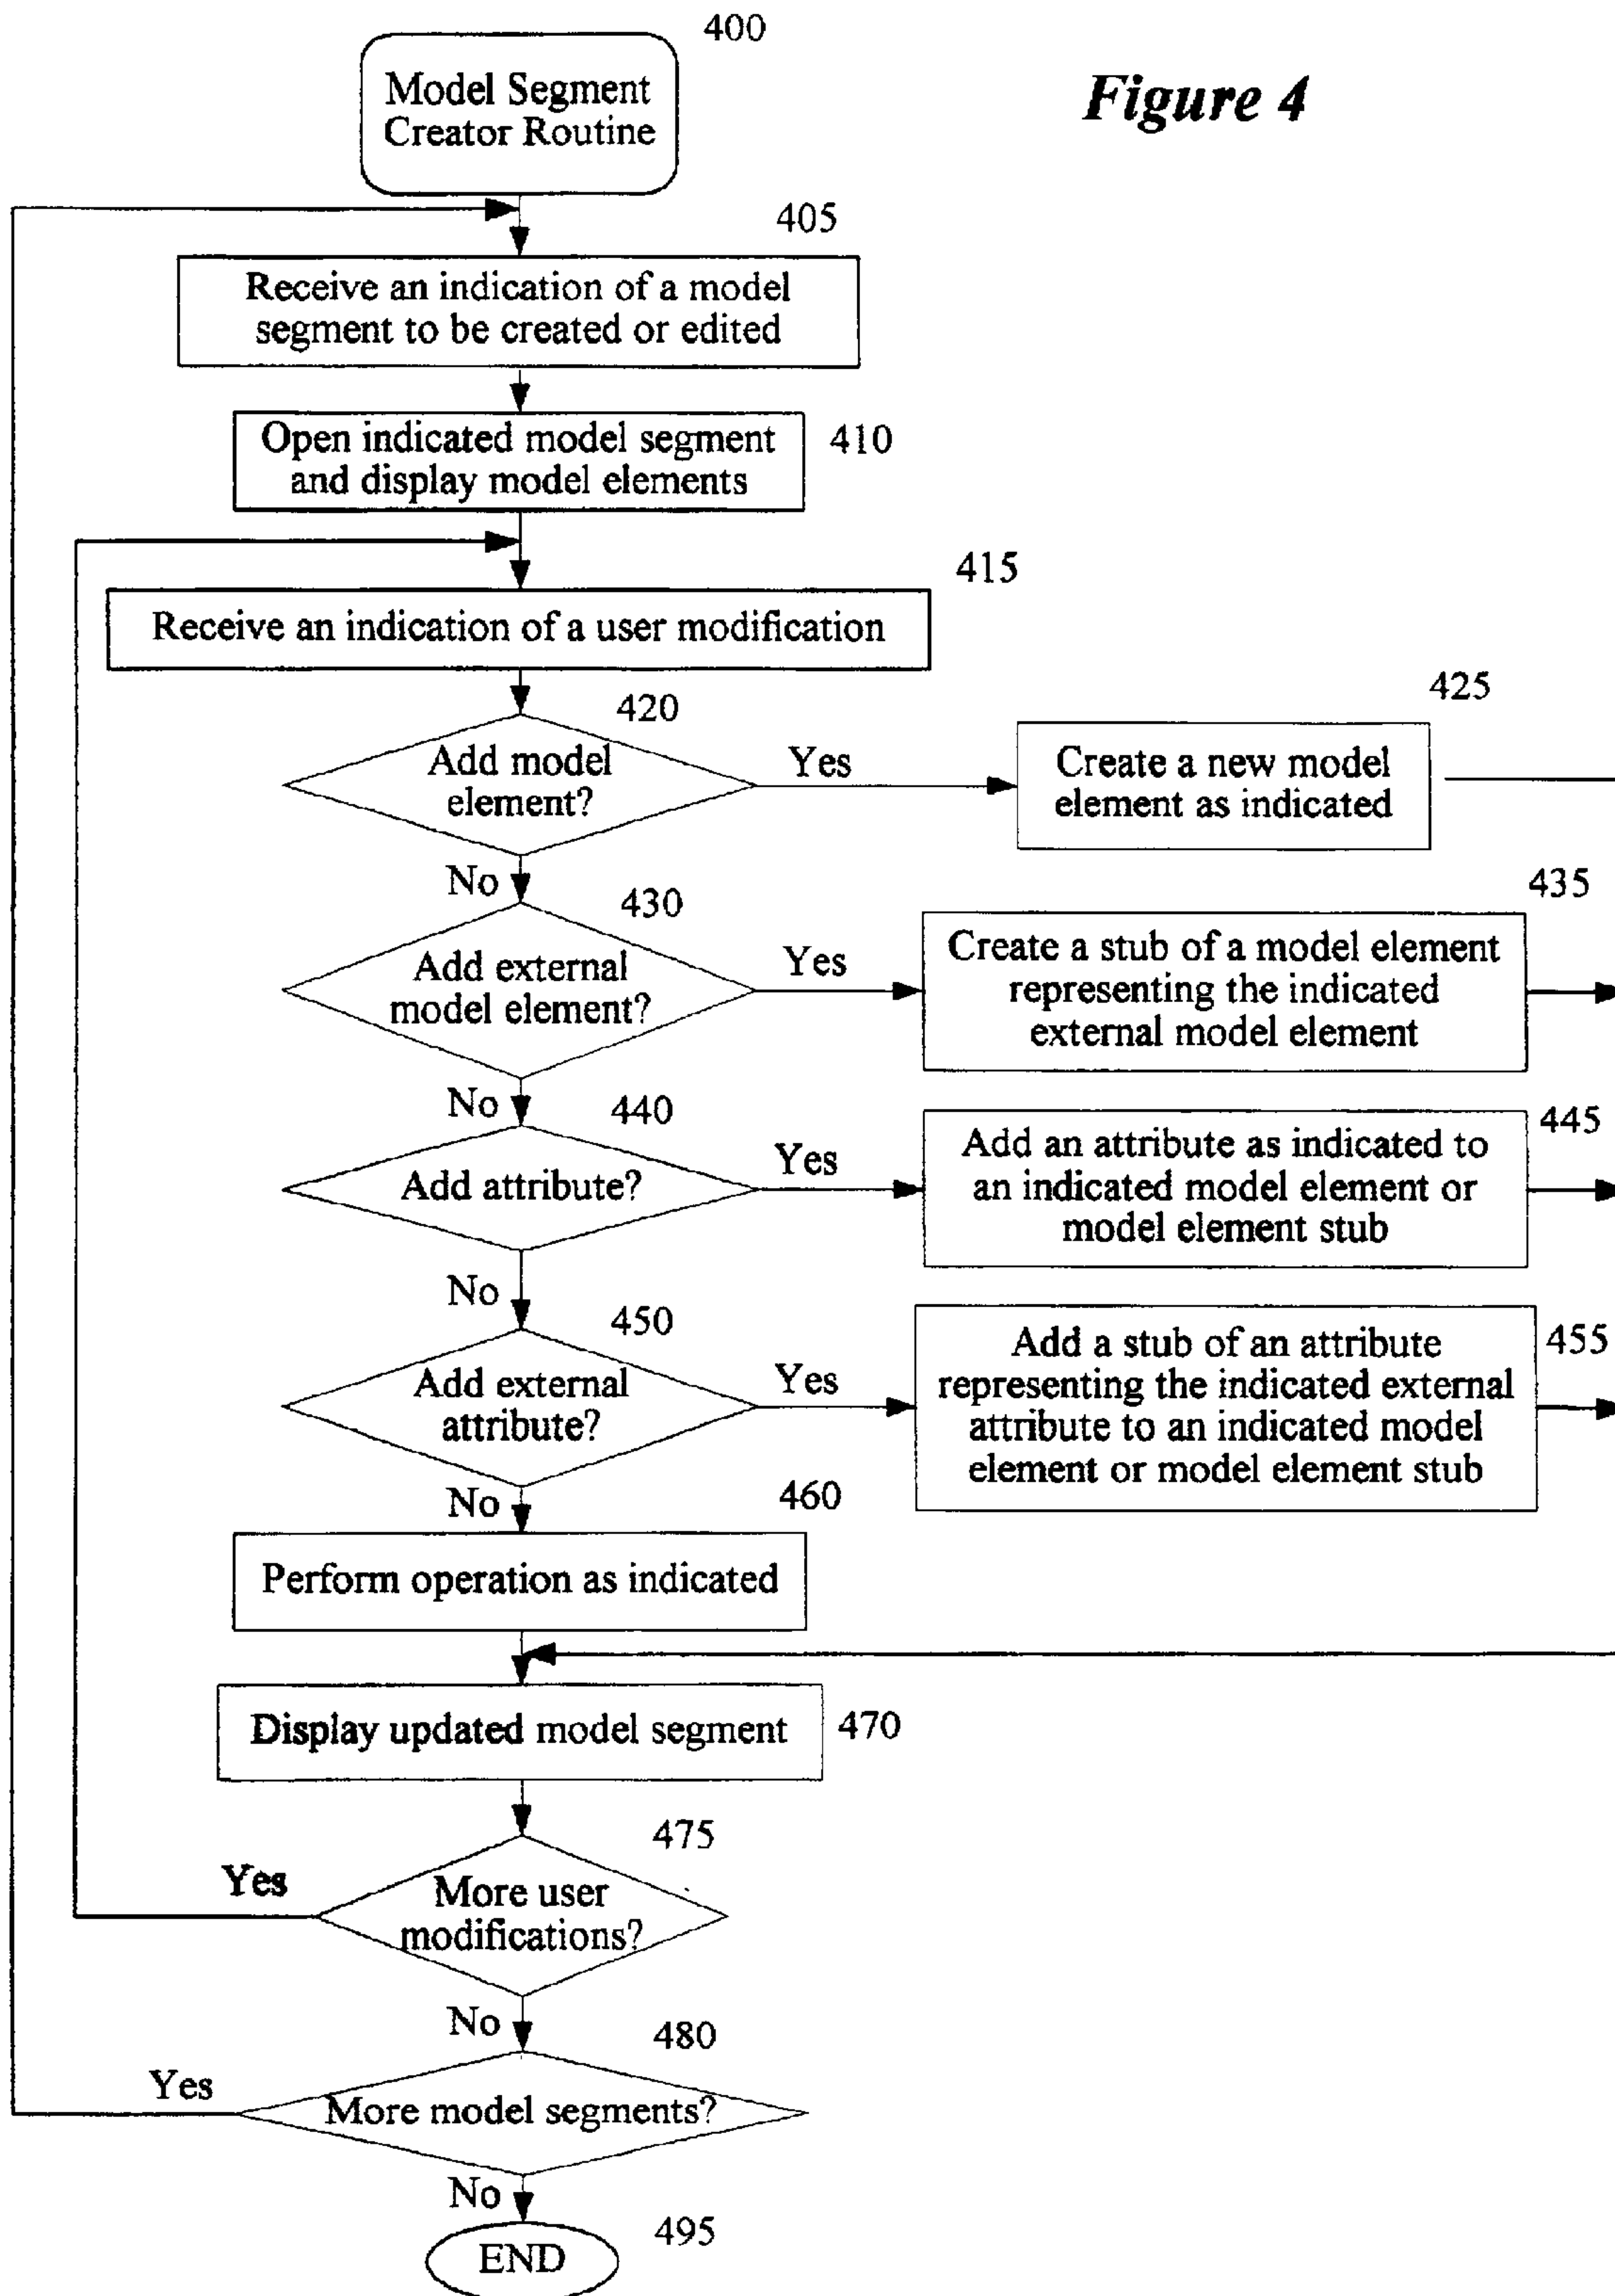 400
Model Segment
Creator Routine
Figure 4
405
Receive an indication of a model
segment to be created or edited
Open indicated model segment
and display model elements
410
415
Receive an indication of a user modification
420
Add model
element?
Yes
425
Create a new model
element as indicated
No
430
Add external
model element?
Yes
435
Create a stub of a model element
representing the indicated
external model element
No
440
Add attribute?
Yes
445
Add an attribute as indicated to
an indicated model element or
model element stub
No
450
Add external
attribute?
Yes
455
Add a stub of an attribute
representing the indicated external
attribute to an indicated model
element or model element stub
No
460
Perform operation as indicated
Display updated model segment
470
475
More user
modifications?
Yes
No
480
More model segments?
Yes
No
495
END